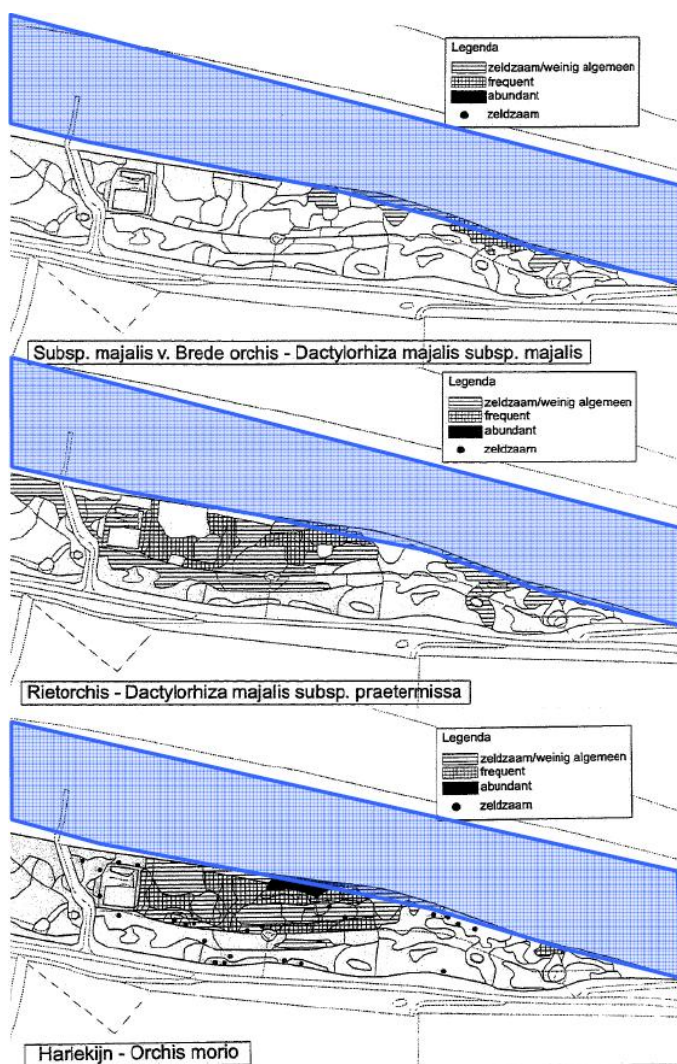 Legenda
zeldzaam/weinig algemeen
frequent
abundant
zeldzaam
Subsp. majalis v. Brede orchis - Dactylorhiza majalis subsp. majalis
Legenda
zeldzaam/weinig algemeen
frequent
abundant
zeldzaam
Rietorchis - Dactylorhiza majalis subsp. praetermissa
Legenda
zeldzaam/weinig algemeen
frequent
abundant
zeldzaam
Harlekijn - Orchis morio